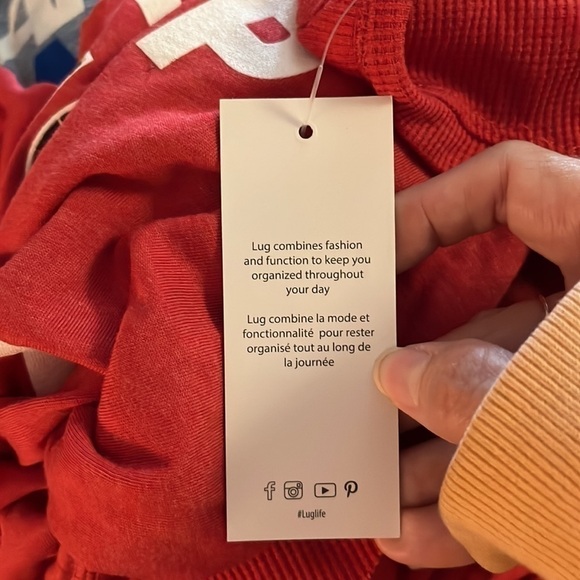 Lug combines fashion
and function to keep you
organized throughout
your day
Lug combine la mode et
fonctionnalité pour rester
organisé tout au long de
la journée
#Luglife